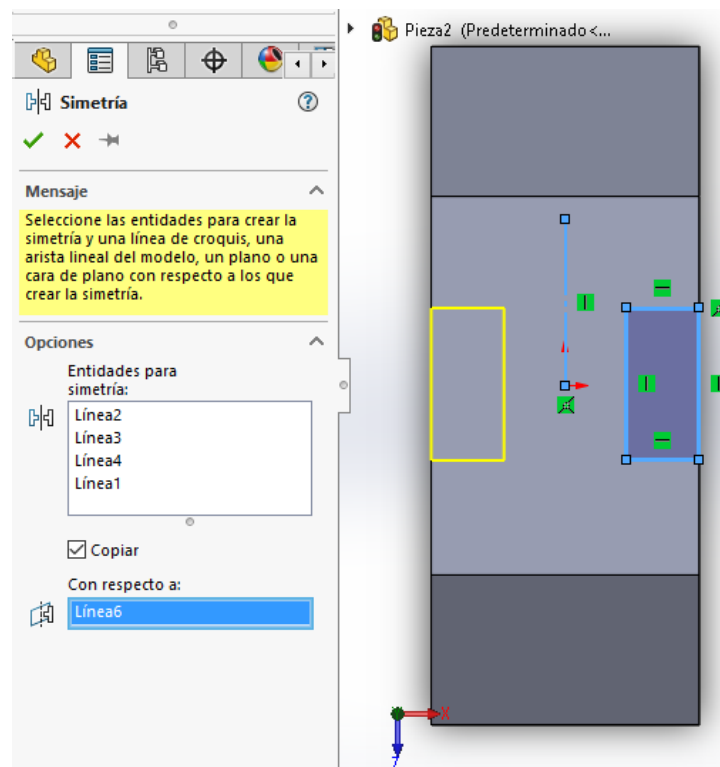 Pieza2 (Predeterminado<...
Simetría
Mensaje
Seleccione las entidades para crear la
simetría y una línea de croquis, una
arista lineal del modelo, un plano o una
cara de plano con respecto a los que
crear la simetría.
Opciones
Entidades para
simetría:
Línea2
Línea3
Línea4
Línea1
Copiar
Con respecto a:
Línea6
X